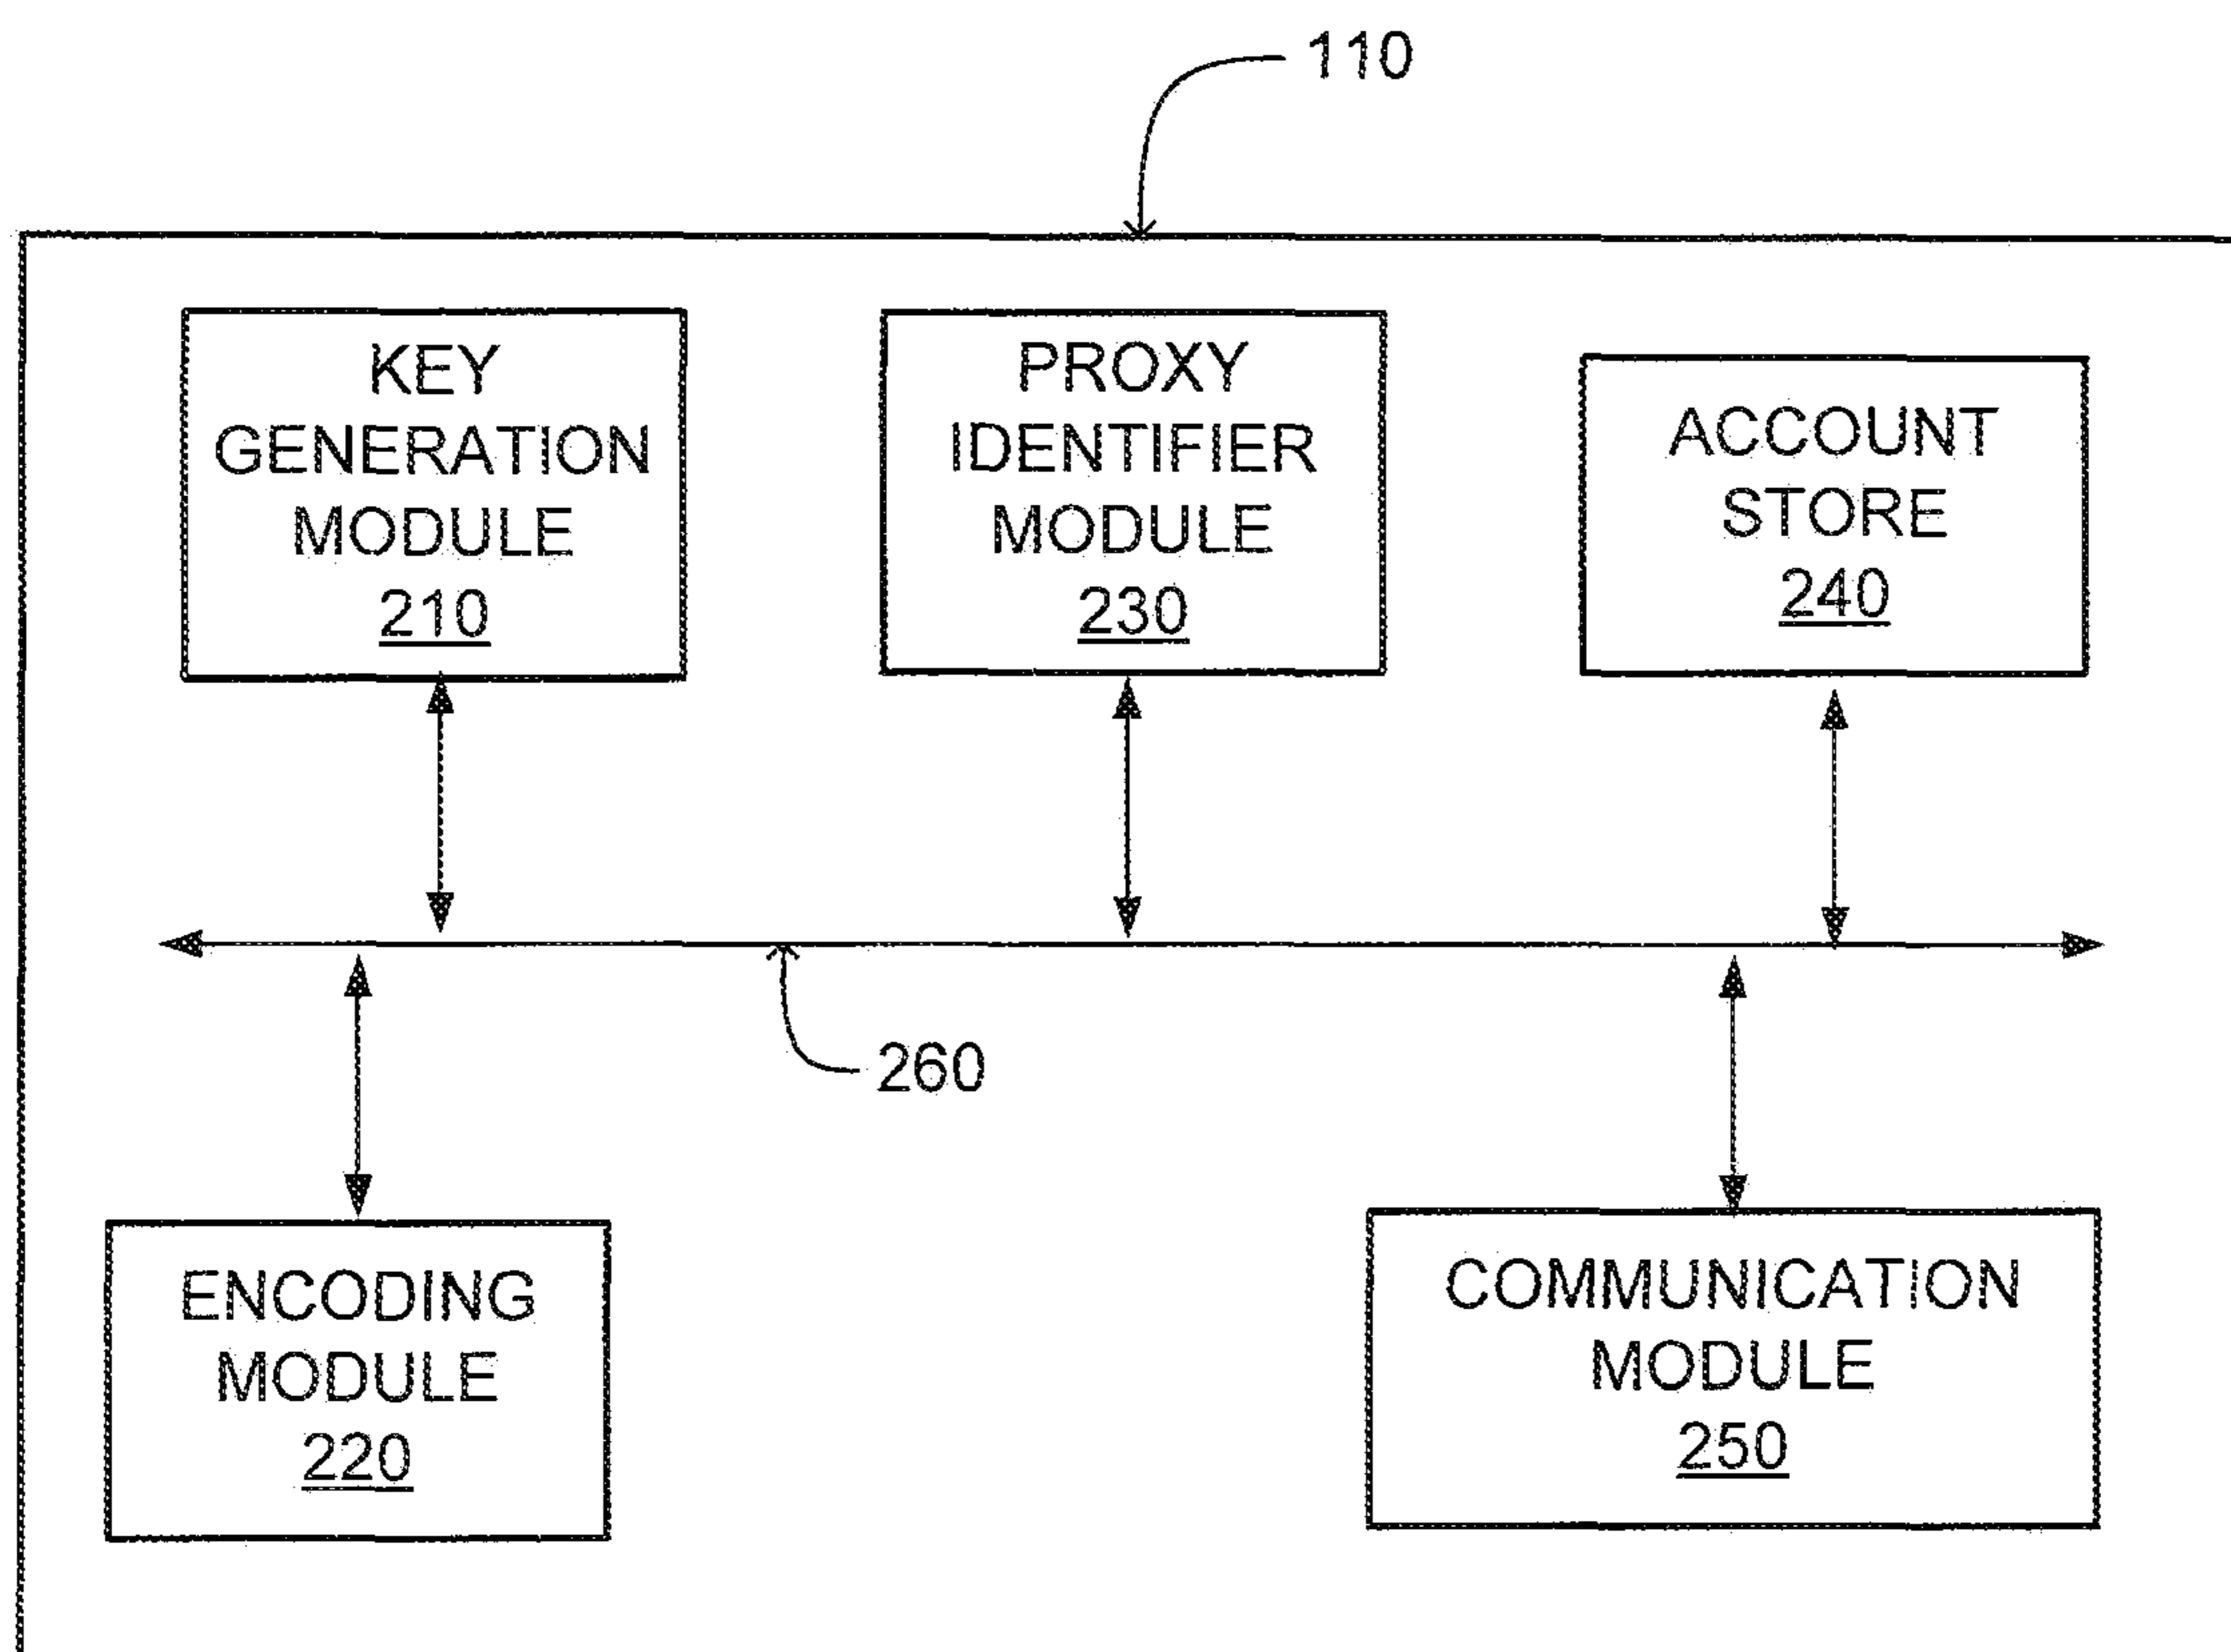 110
KEY
GENERATION
MODULE
210
PROXY
IDENTIFIER
MODULE
230
ACCOUNT
STORE
240
260
ENCODING
MODULE
220
COMMUNICATION
MODULE
250